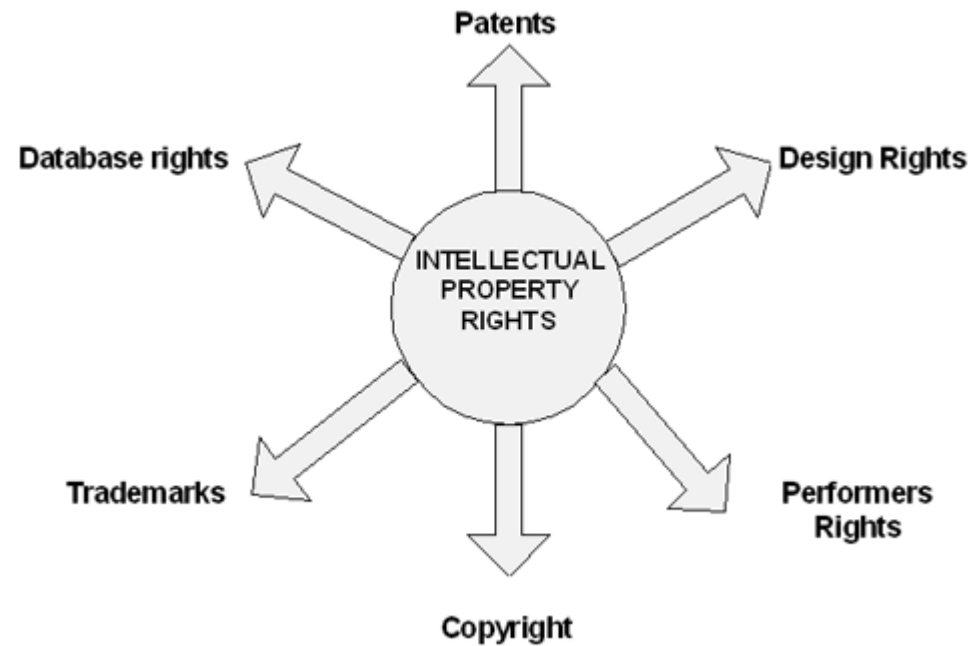 Patents
Database rights
Design Rights
INTELLECTUAL
PROPERTY
RIGHTS
Trademarks
Performers
Rights
Copyright